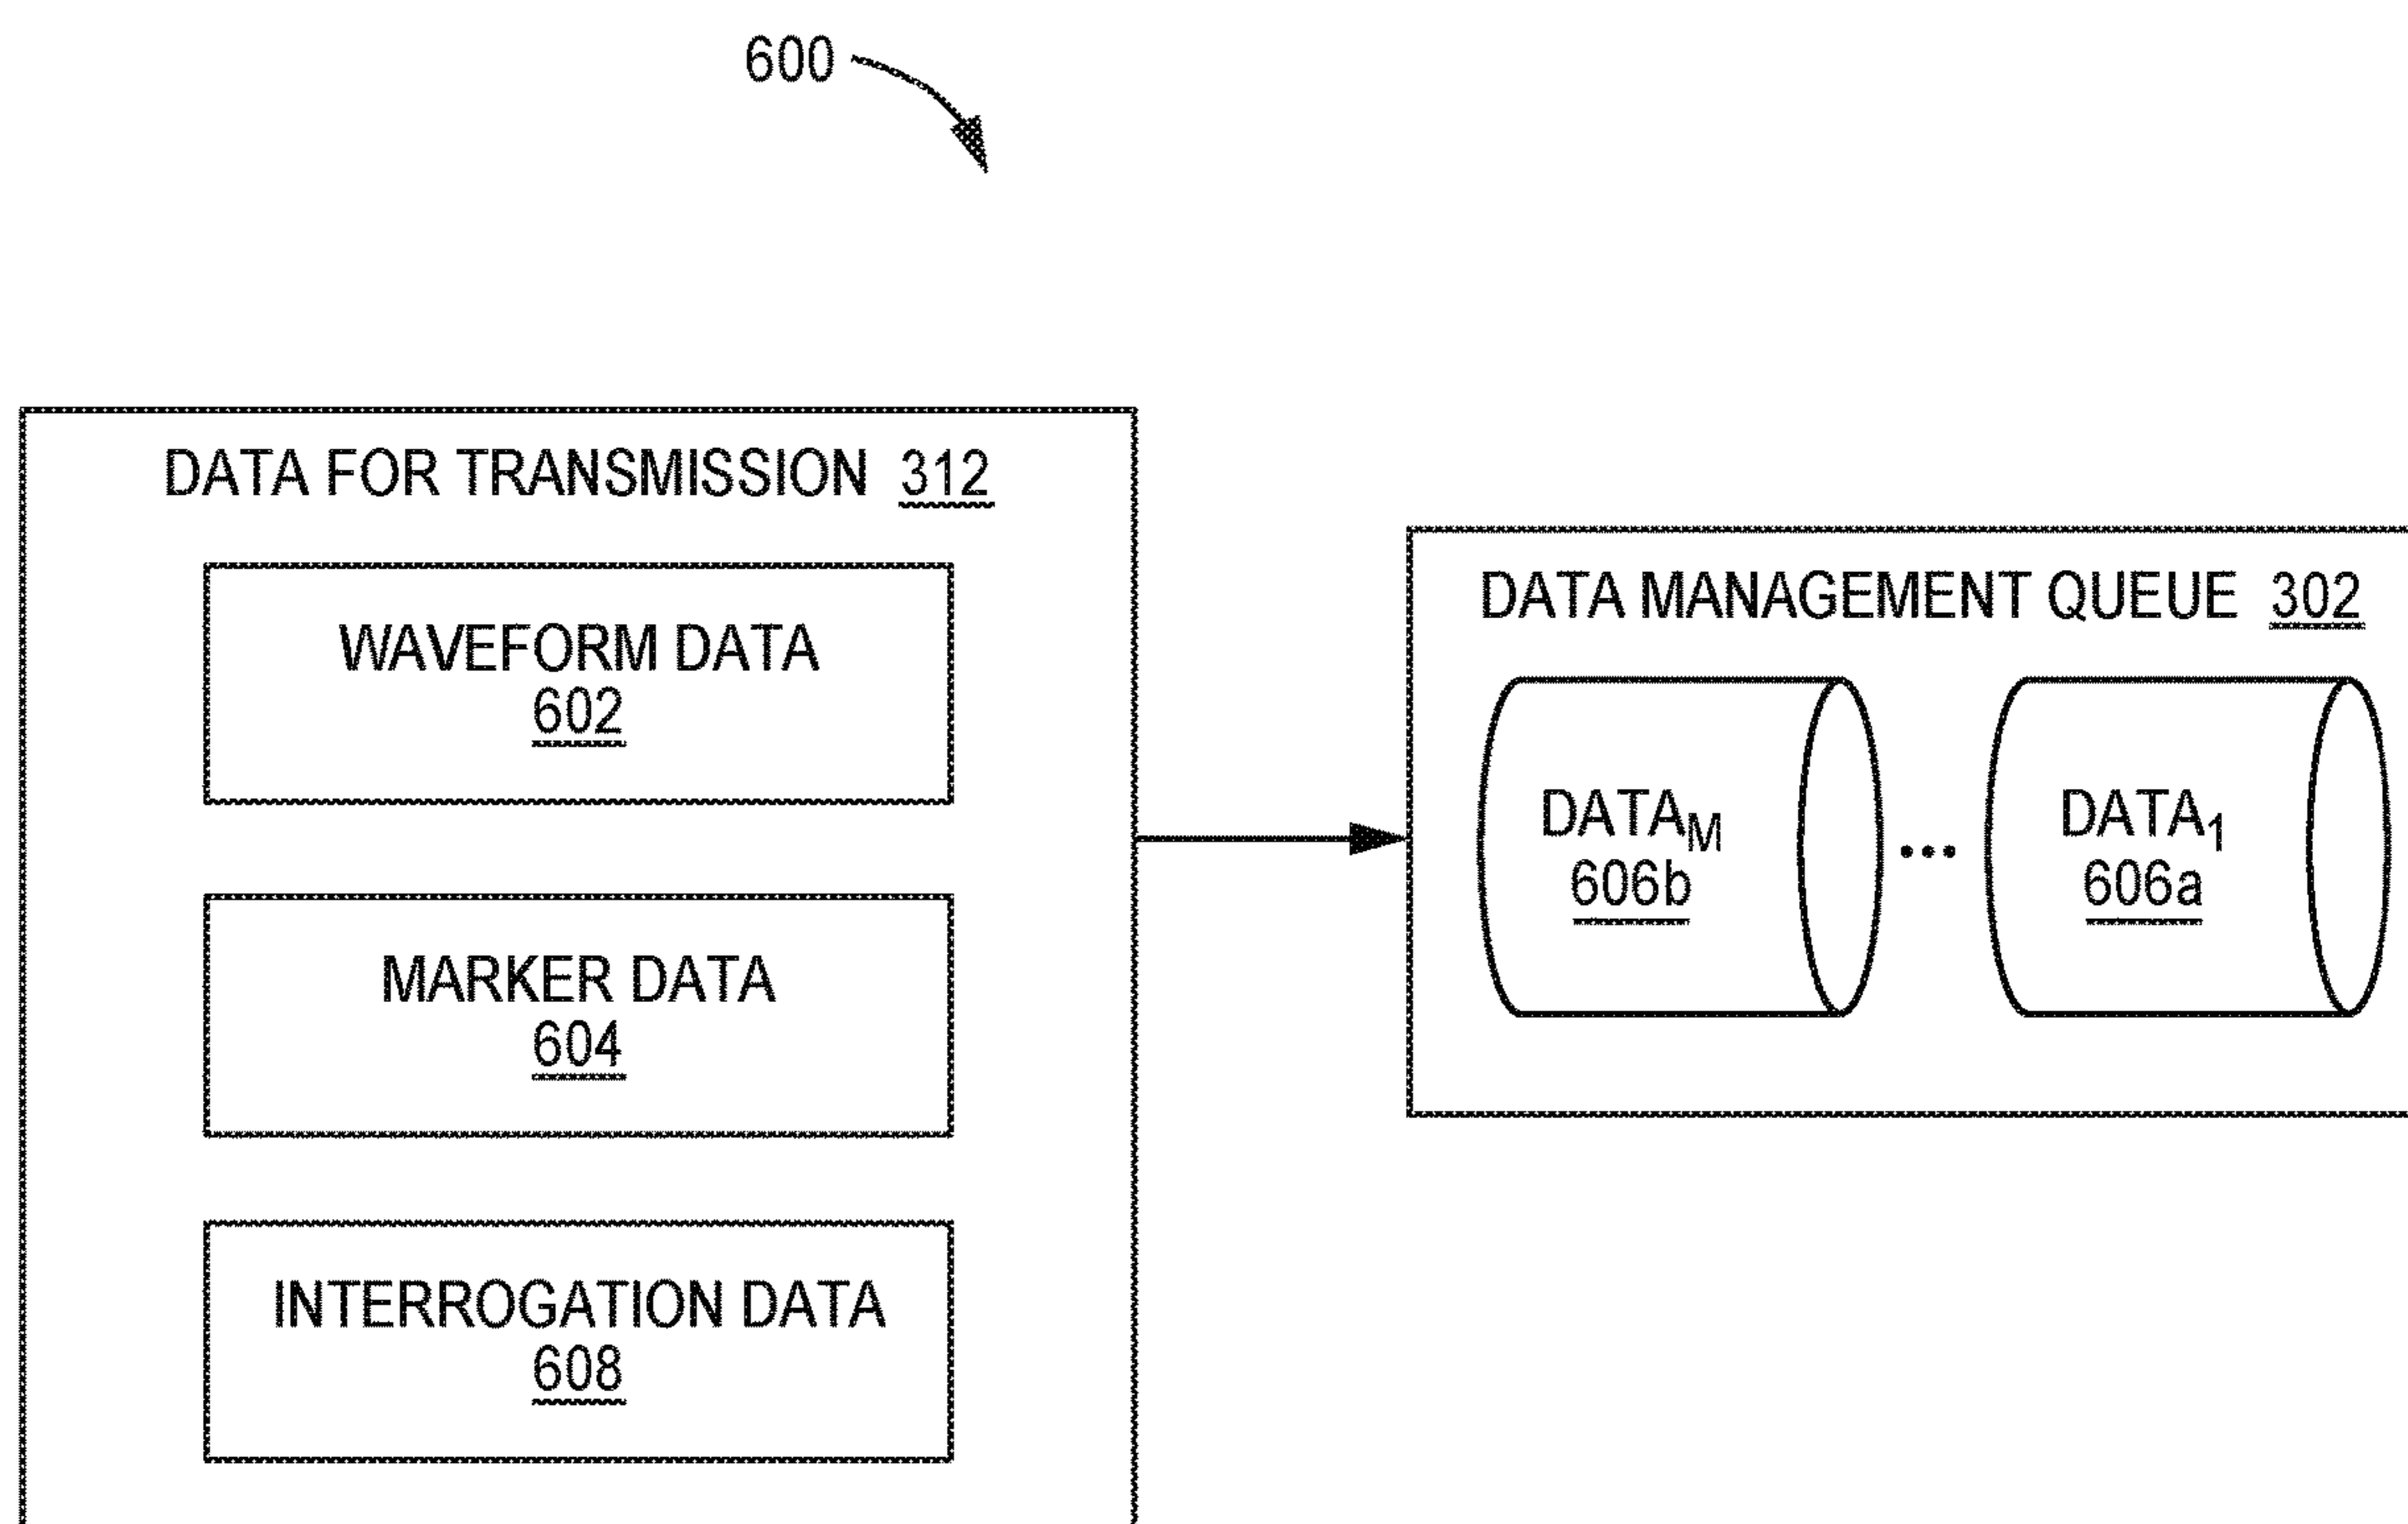 600
DATA FOR TRANSMISSION 312
WAVEFORM DATA
602
MARKER DATA
604
INTERROGATION DATA
608
DATA MANAGEMENT QUEUE 302
DATAM
606b
...
DATA1
606a